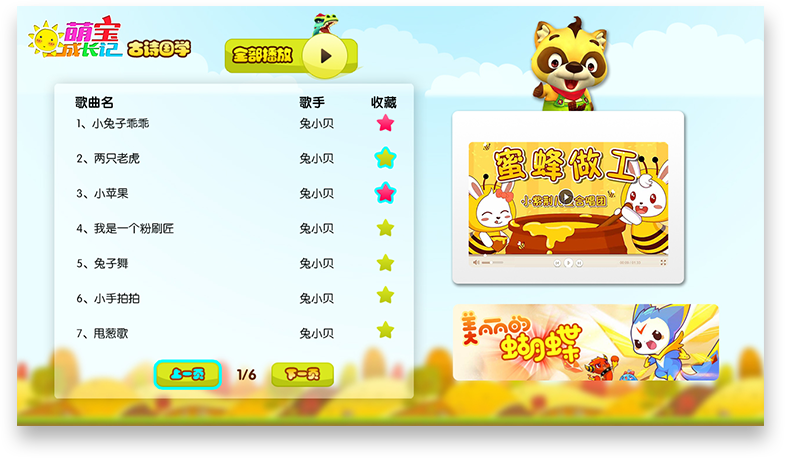 萌宝
成长记
古诗国学
全部播放
歌曲名 歌手 收藏
1、小兔子乖乖 兔小贝
2、两只老虎 兔小贝
3、小苹果 兔小贝
4、我是一个粉刷匠 兔小贝
5、兔子舞 兔小贝
6、小手拍拍 兔小贝
7、甩葱歌 兔小贝
上一页 1/6 下一页
蜜蜂做工
合唱团
美丽的
蝴蝶